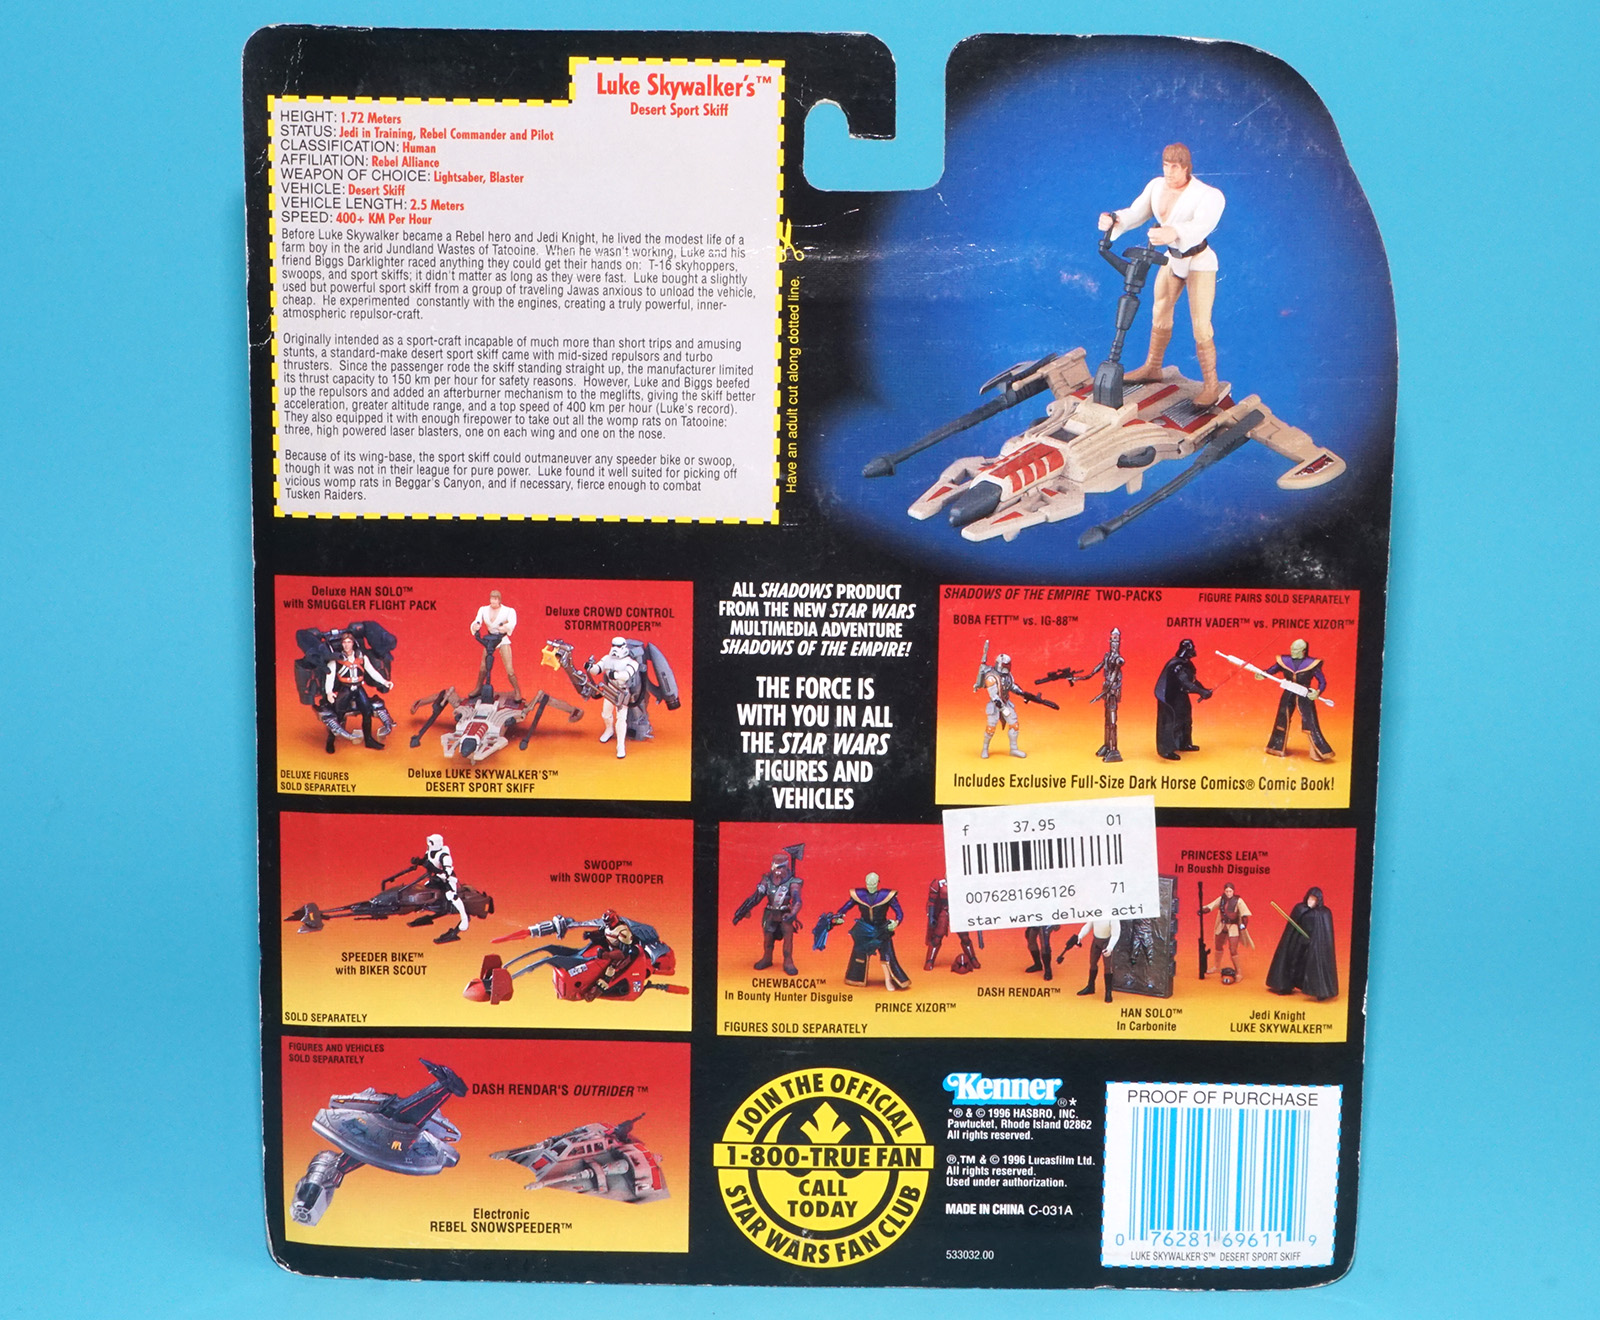 Luke Skywalker's™
Desert Sport Skiff
HEIGHT: 1.72 Meters
STATUS: Jedi in Training, Rebel Commander and Pilot
CLASSIFICATION: Human
AFFILIATION: Rebel Alliance
WEAPON OF CHOICE: Lightsaber, Blaster
VEHICLE: Desert Skiff
VEHICLE LENGTH: 2.5 Meters
SPEED: 400+ KM Per Hour
Before Luke Skywalker became a Rebel hero and Jedi Knight, he lived the modest life of a
farm boy in the arid Jundland Wastes of Tatooine. When he wasn't working, Luke and his
friend Biggs Darklighter raced anything they could get their hands on: T-16 skyhoppers,
swoops, and sport skiffs; it didn't matter as long as they were fast. Luke bought a slightly
used but powerful sport skiff from a group of traveling Jawas anxious to unload the vehicle,
cheap. He experimented constantly with the engines, creating a truly powerful, inner-
atmospheric repulsor-craft.
Originally intended as a sport-craft incapable of much more than short trips and amusing
stunts, a standard-make desert sport skiff came with mid-sized repulsors and turbo
thrusters. Since the passenger rode the skiff standing straight up, the manufacturer limited
its thrust capacity to 150 km per hour for safety reasons. However, Luke and Biggs beefed
up the repulsors and added an afterburner mechanism to the meglifts, giving the skiff better
acceleration, greater altitude range, and a top speed of 400 km per hour (Luke's record).
They also equipped it with enough firepower to take out all the womp rats on Tatooine:
three, high powered laser blasters, one on each wing and one on the nose.
Because of its wing-base, the sport skiff could outmaneuver any speeder bike or swoop,
though it was not in their league for pure power. Luke found it well suited for picking off
vicious womp rats in Beggar's Canyon, and if necessary, fierce enough to combat
Tusken Raiders.
Have an adult cut along dotted line.
Deluxe HAN SOLO™
with SMUGGLER FLIGHT PACK
Deluxe CROWD CONTROL
STORMTROOPER™
DELUXE FIGURES
SOLD SEPARATELY
Deluxe LUKE SKYWALKER'S™
DESERT SPORT SKIFF
ALL SHADOWS PRODUCT
FROM THE NEW STAR WARS
MULTIMEDIA ADVENTURE
SHADOWS OF THE EMPIRE!
THE FORCE IS
WITH YOU IN ALL
THE STAR WARS
FIGURES AND
VEHICLES
SHADOWS OF THE EMPIRE TWO-PACKS
FIGURE PAIRS SOLD SEPARATELY
BOBA FETT™ vs. IG-88™
DARTH VADER™ vs. PRINCE XIZOR™
Includes Exclusive Full-Size Dark Horse Comics® Comic Book!
SWOOP™
with SWOOP TROOPER
SPEEDER BIKE™
with BIKER SCOUT
SOLD SEPARATELY
f 37.95 01
0076281696126 71
star wars deluxe acti
PRINCESS LEIA™
In Boushh Disguise
CHEWBACCA™
In Bounty Hunter Disguise
PRINCE XIZOR™
DASH RENDAR™
HAN SOLO™
In Carbonite
Jedi Knight
LUKE SKYWALKER™
FIGURES SOLD SEPARATELY
FIGURES AND VEHICLES
SOLD SEPARATELY
DASH RENDAR'S OUTRIDER™
Electronic
REBEL SNOWSPEEDER™
JOIN THE OFFICIAL
1-800-TRUE FAN
CALL
TODAY
STAR WARS FAN CLUB
Kenner®*
*® & © 1996 HASBRO, INC.
Pawtucket, Rhode Island 02862
All rights reserved.
®,TM & © 1996 Lucasfilm Ltd.
All rights reserved.
Used under authorization.
MADE IN CHINA C-031A
533032.00
PROOF OF PURCHASE
0 76281 69611 9
LUKE SKYWALKER'S™ DESERT SPORT SKIFF